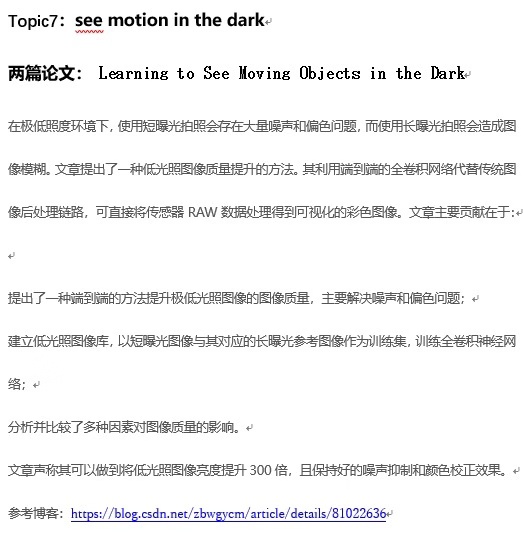 Topic7：see motion in the dark
两篇论文： Learning to See Moving Objects in the Dark
在极低照度环境下，使用短曝光拍照会存在大量噪声和偏色问题，而使用长曝光拍照会造成图
像模糊。文章提出了一种低光照图像质量提升的方法。其利用端到端的全卷积网络代替传统图
像后处理链路，可直接将传感器 RAW 数据处理得到可视化的彩色图像。文章主要贡献在于：
提出了一种端到端的方法提升极低光照图像的图像质量，主要解决噪声和偏色问题；
建立低光照图像库，以短曝光图像与其对应的长曝光参考图像作为训练集，训练全卷积神经网
络；
分析并比较了多种因素对图像质量的影响。
文章声称其可以做到将低光照图像亮度提升 300 倍，且保持好的噪声抑制和颜色校正效果。
参考博客：https://blog.csdn.net/zbwgycm/article/details/81022636